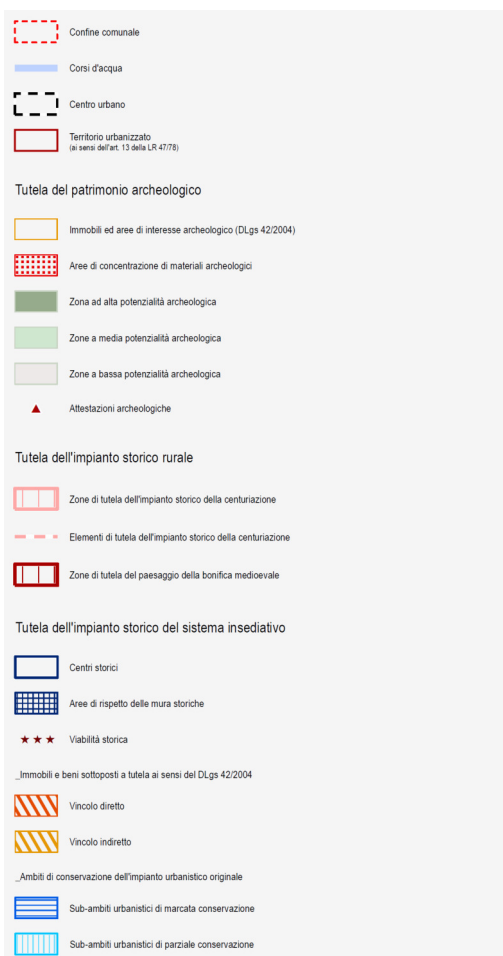 Confine comunale
Corsi d'acqua
Centro urbano
Territorio urbanizzato
(ai sensi dell'art. 13 della LR 47/78)
Tutela del patrimonio archeologico
Immobili ed aree di interesse archeologico (DLgs 42/2004)
Aree di concentrazione di materiali archeologici
Zona ad alta potenzialità archeologica
Zone a media potenzialità archeologica
Zone a bassa potenzialità archeologica
Attestazioni archeologiche
Tutela dell'impianto storico rurale
Zone di tutela dell'impianto storico della centuriazione
Elementi di tutela dell'impianto storico della centuriazione
Zone di tutela del paesaggio della bonifica medioevale
Tutela dell'impianto storico del sistema insediativo
Centri storici
Aree di rispetto delle mura storiche
Viabilità storica
_Immobili e beni sottoposti a tutela ai sensi del DLgs 42/2004
Vincolo diretto
Vincolo indiretto
_Ambiti di conservazione dell'impianto urbanistico originale
Sub-ambiti urbanistici di marcata conservazione
Sub-ambiti urbanistici di parziale conservazione